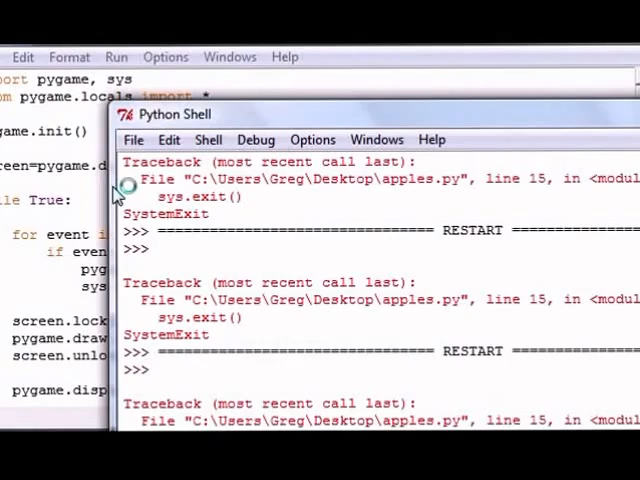 Edit Format Run Options Windows Help
port pygame, sys
om pygame.locals import *
game.init()
reen=pygame.d
ile True:
for event i
if even
pyg
sys
screen.lock
pygame.draw
screen.unlo
pygame.disp
Python Shell
File Edit Shell Debug Options Windows Help
Traceback (most recent call last):
File "C:\Users\Greg\Desktop\apples.py", line 15, in <modul
sys.exit()
SystemExit
>>> ================================ RESTART ================
>>>
Traceback (most recent call last):
File "C:\Users\Greg\Desktop\apples.py", line 15, in <modul
sys.exit()
SystemExit
>>> ================================ RESTART ================
>>>
Traceback (most recent call last):
File "C:\Users\Greg\Desktop\apples.py", line 15, in <modul